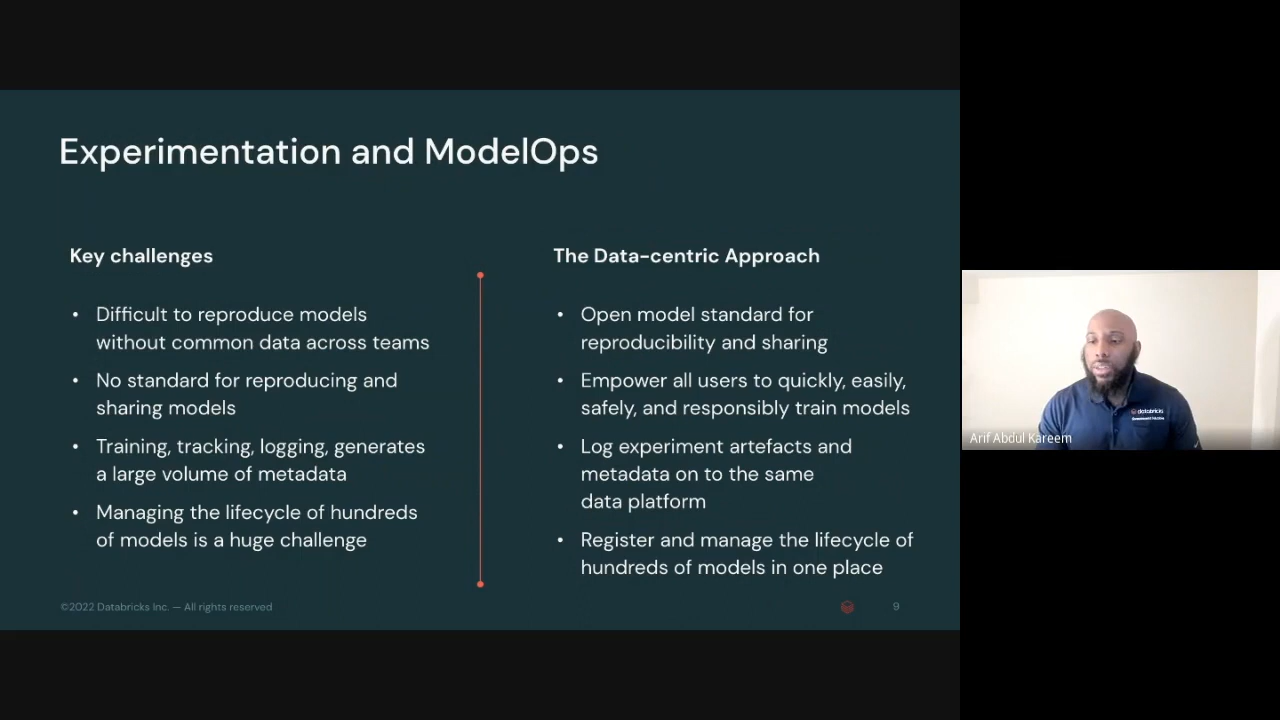 Experimentation and ModelOps
Key challenges
• Difficult to reproduce models
without common data across teams
• No standard for reproducing and
sharing models
• Training, tracking, logging, generates
a large volume of metadata
• Managing the lifecycle of hundreds
of models is a huge challenge
The Data-centric Approach
• Open model standard for
reproducibility and sharing
• Empower all users to quickly, easily,
safely, and responsibly train models
• Log experiment artefacts and
metadata on to the same
data platform
• Register and manage the lifecycle of
hundreds of models in one place
©2022 Databricks Inc. — All rights reserved
9
databricks
Arif Abdul Kareem